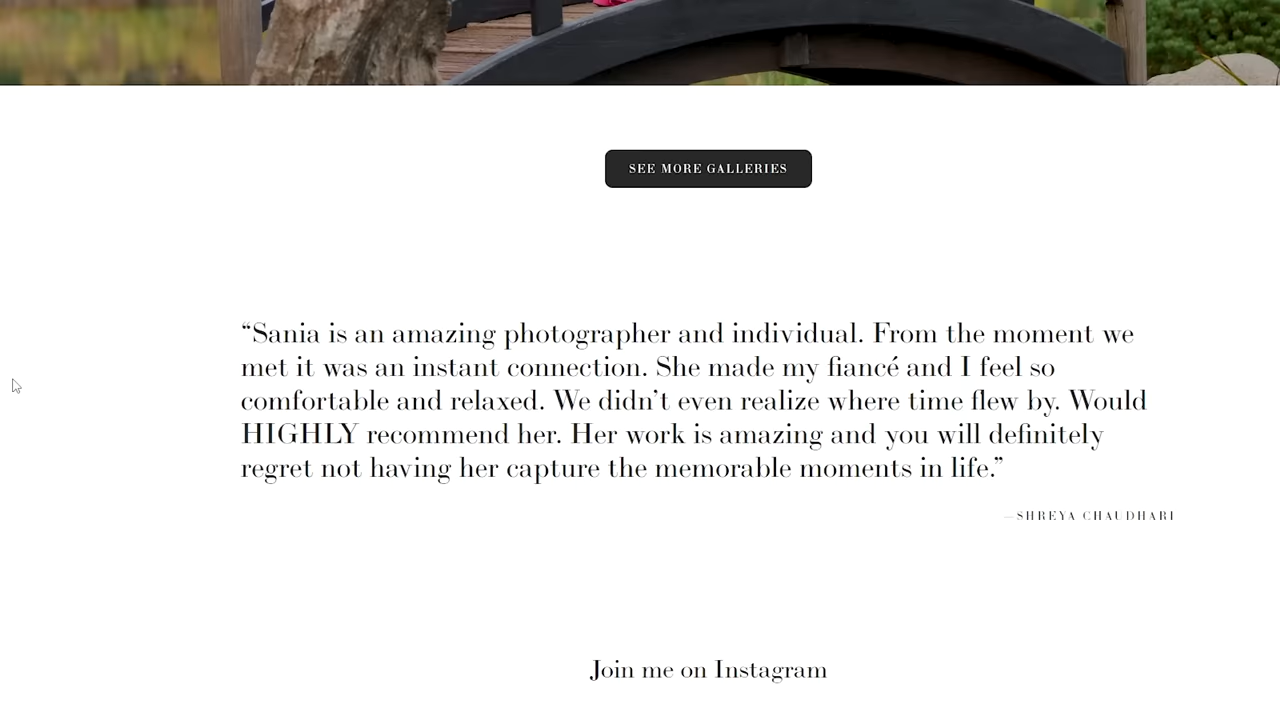 SEE MORE GALLERIES
“Sania is an amazing photographer and individual. From the moment we
met it was an instant connection. She made my fiancé and I feel so
comfortable and relaxed. We didn’t even realize where time flew by. Would
HIGHLY recommend her. Her work is amazing and you will definitely
regret not having her capture the memorable moments in life.”
—SHREYA CHAUDHARI
Join me on Instagram